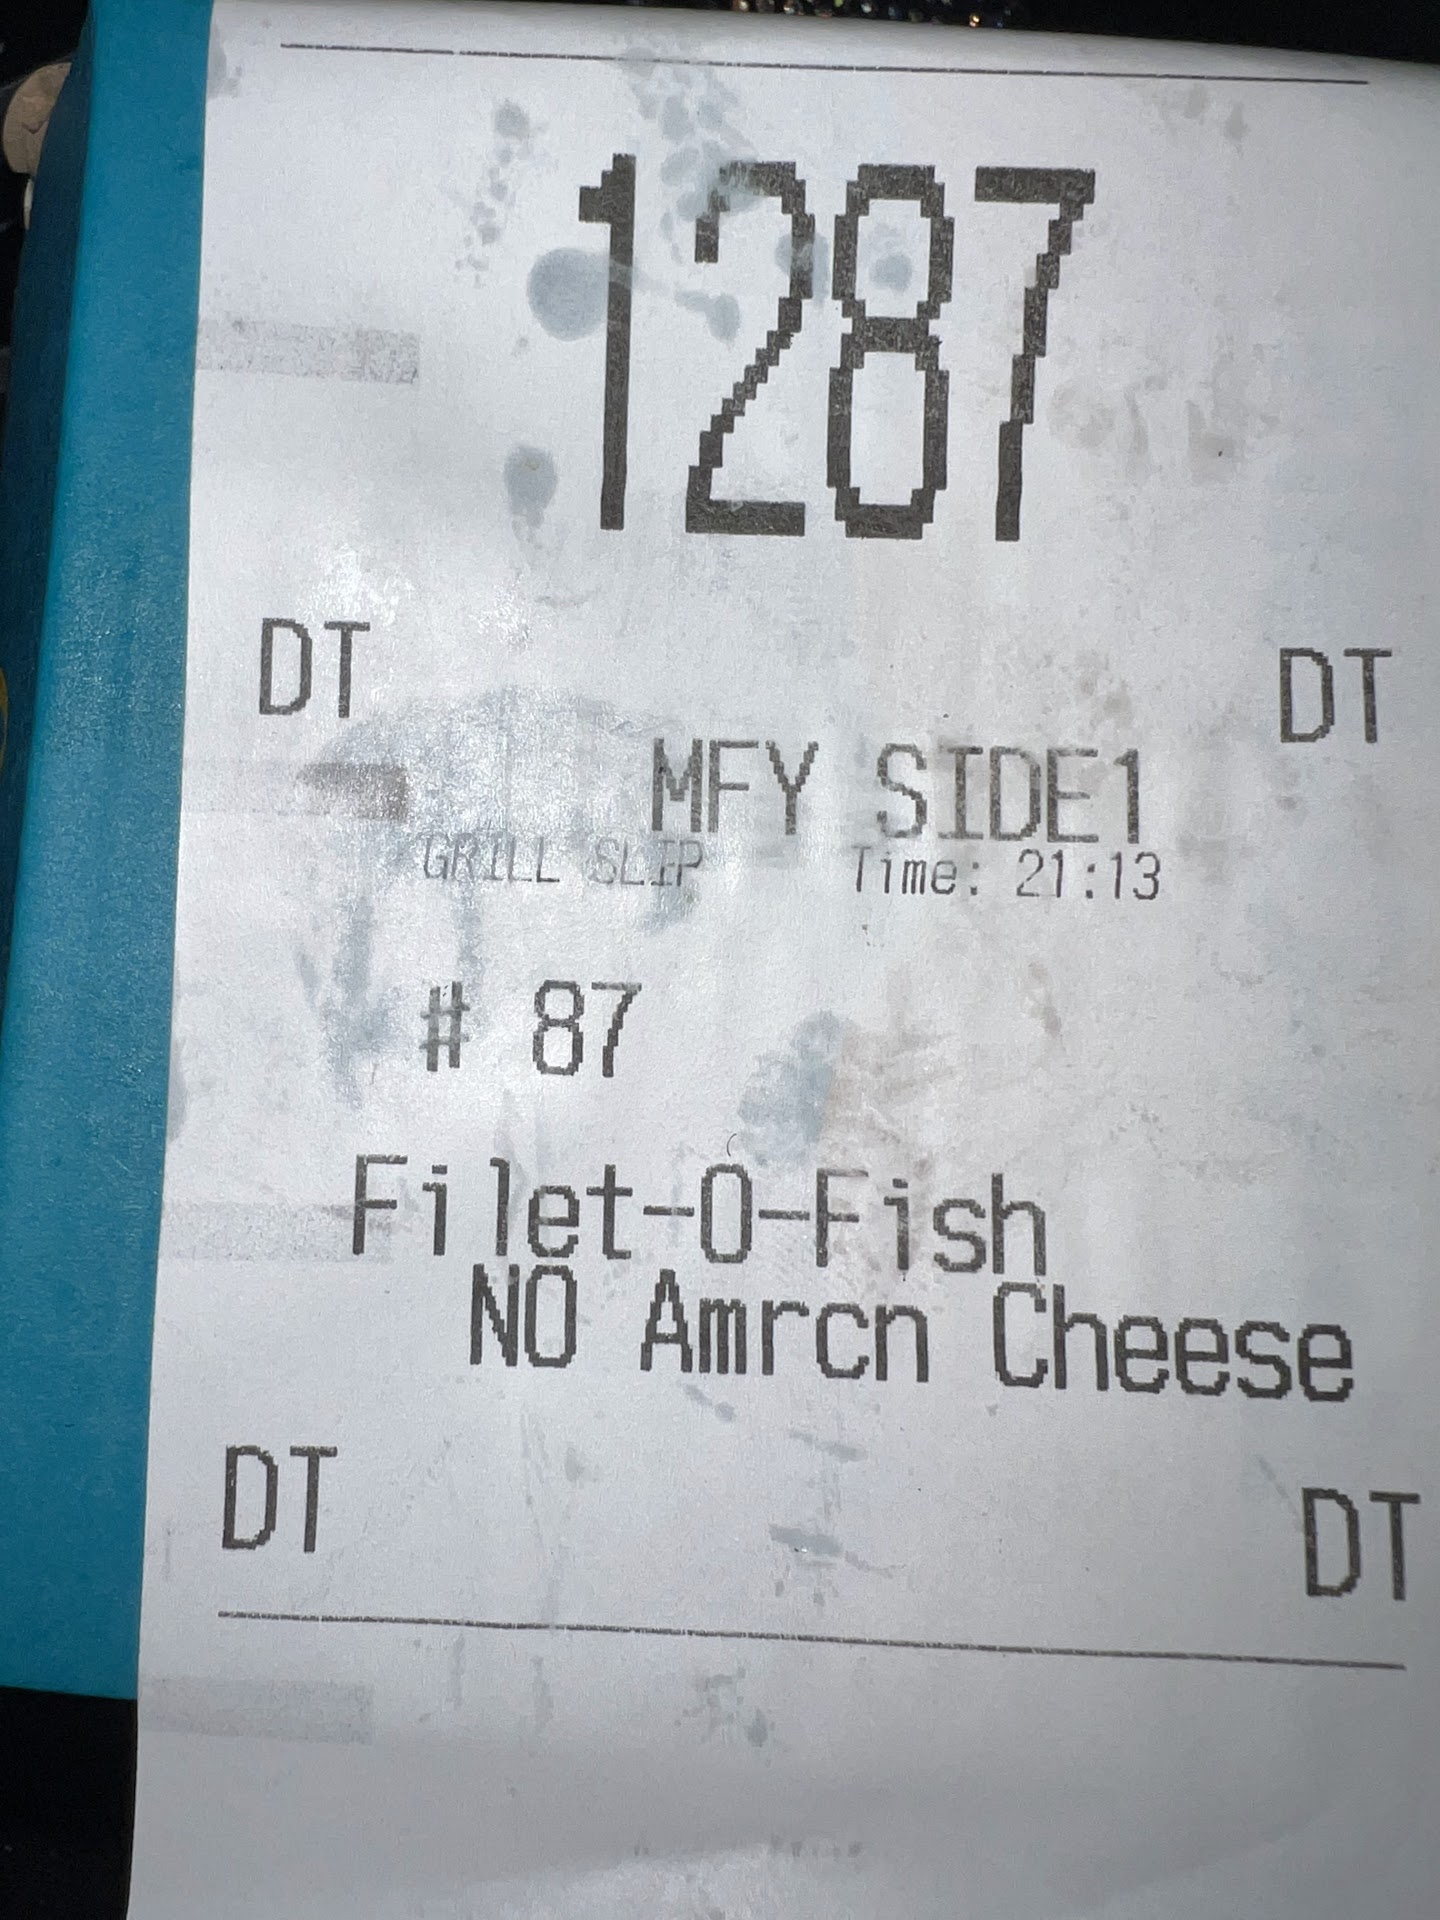 1287
DT DT
MFY SIDE1
GRILL SLIP Time: 21:13
# 87
Filet-O-Fish
NO Amrcn Cheese
DT DT